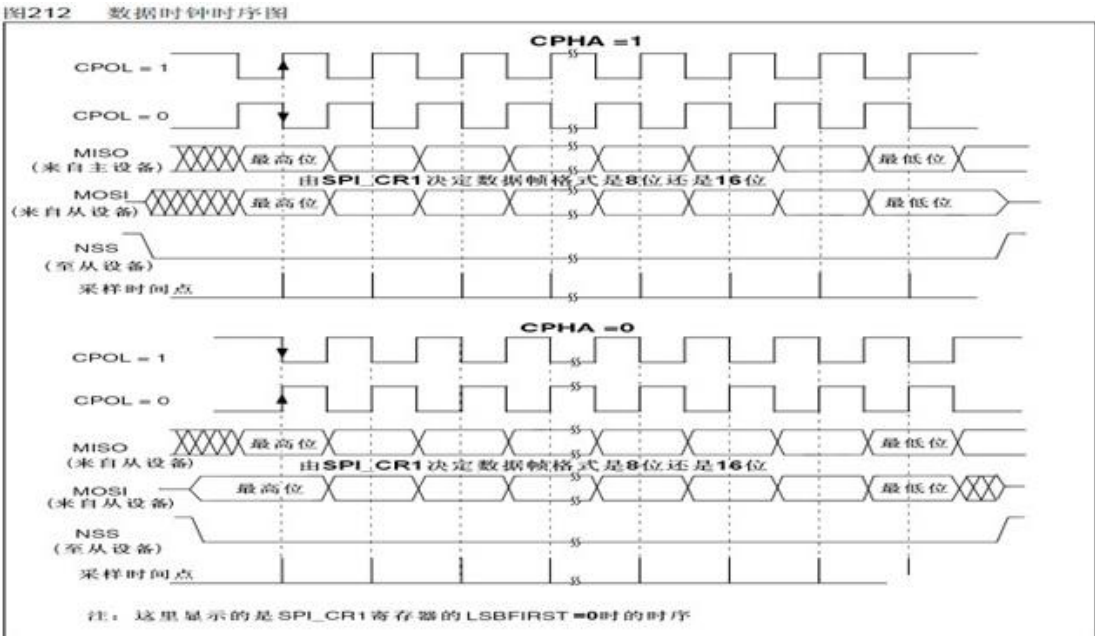 图212 数据时钟时序图
CPHA =1
CPOL = 1
CPOL = 0
MISO
(来自主设备)
最高位
最低位
由SPI_CR1决定数据帧格式是8位还是16位
MOSI
(来自从设备)
最高位
最低位
NSS
(至从设备)
采样时间点
CPHA =0
CPOL = 1
CPOL = 0
MISO
(来自从设备)
最高位
最低位
由SPI_CR1决定数据帧格式是8位还是16位
MOSI
(来自从设备)
最高位
最低位
NSS
(至从设备)
采样时间点
注：这里显示的是SPI_CR1寄存器的LSBFIRST=0时的时序